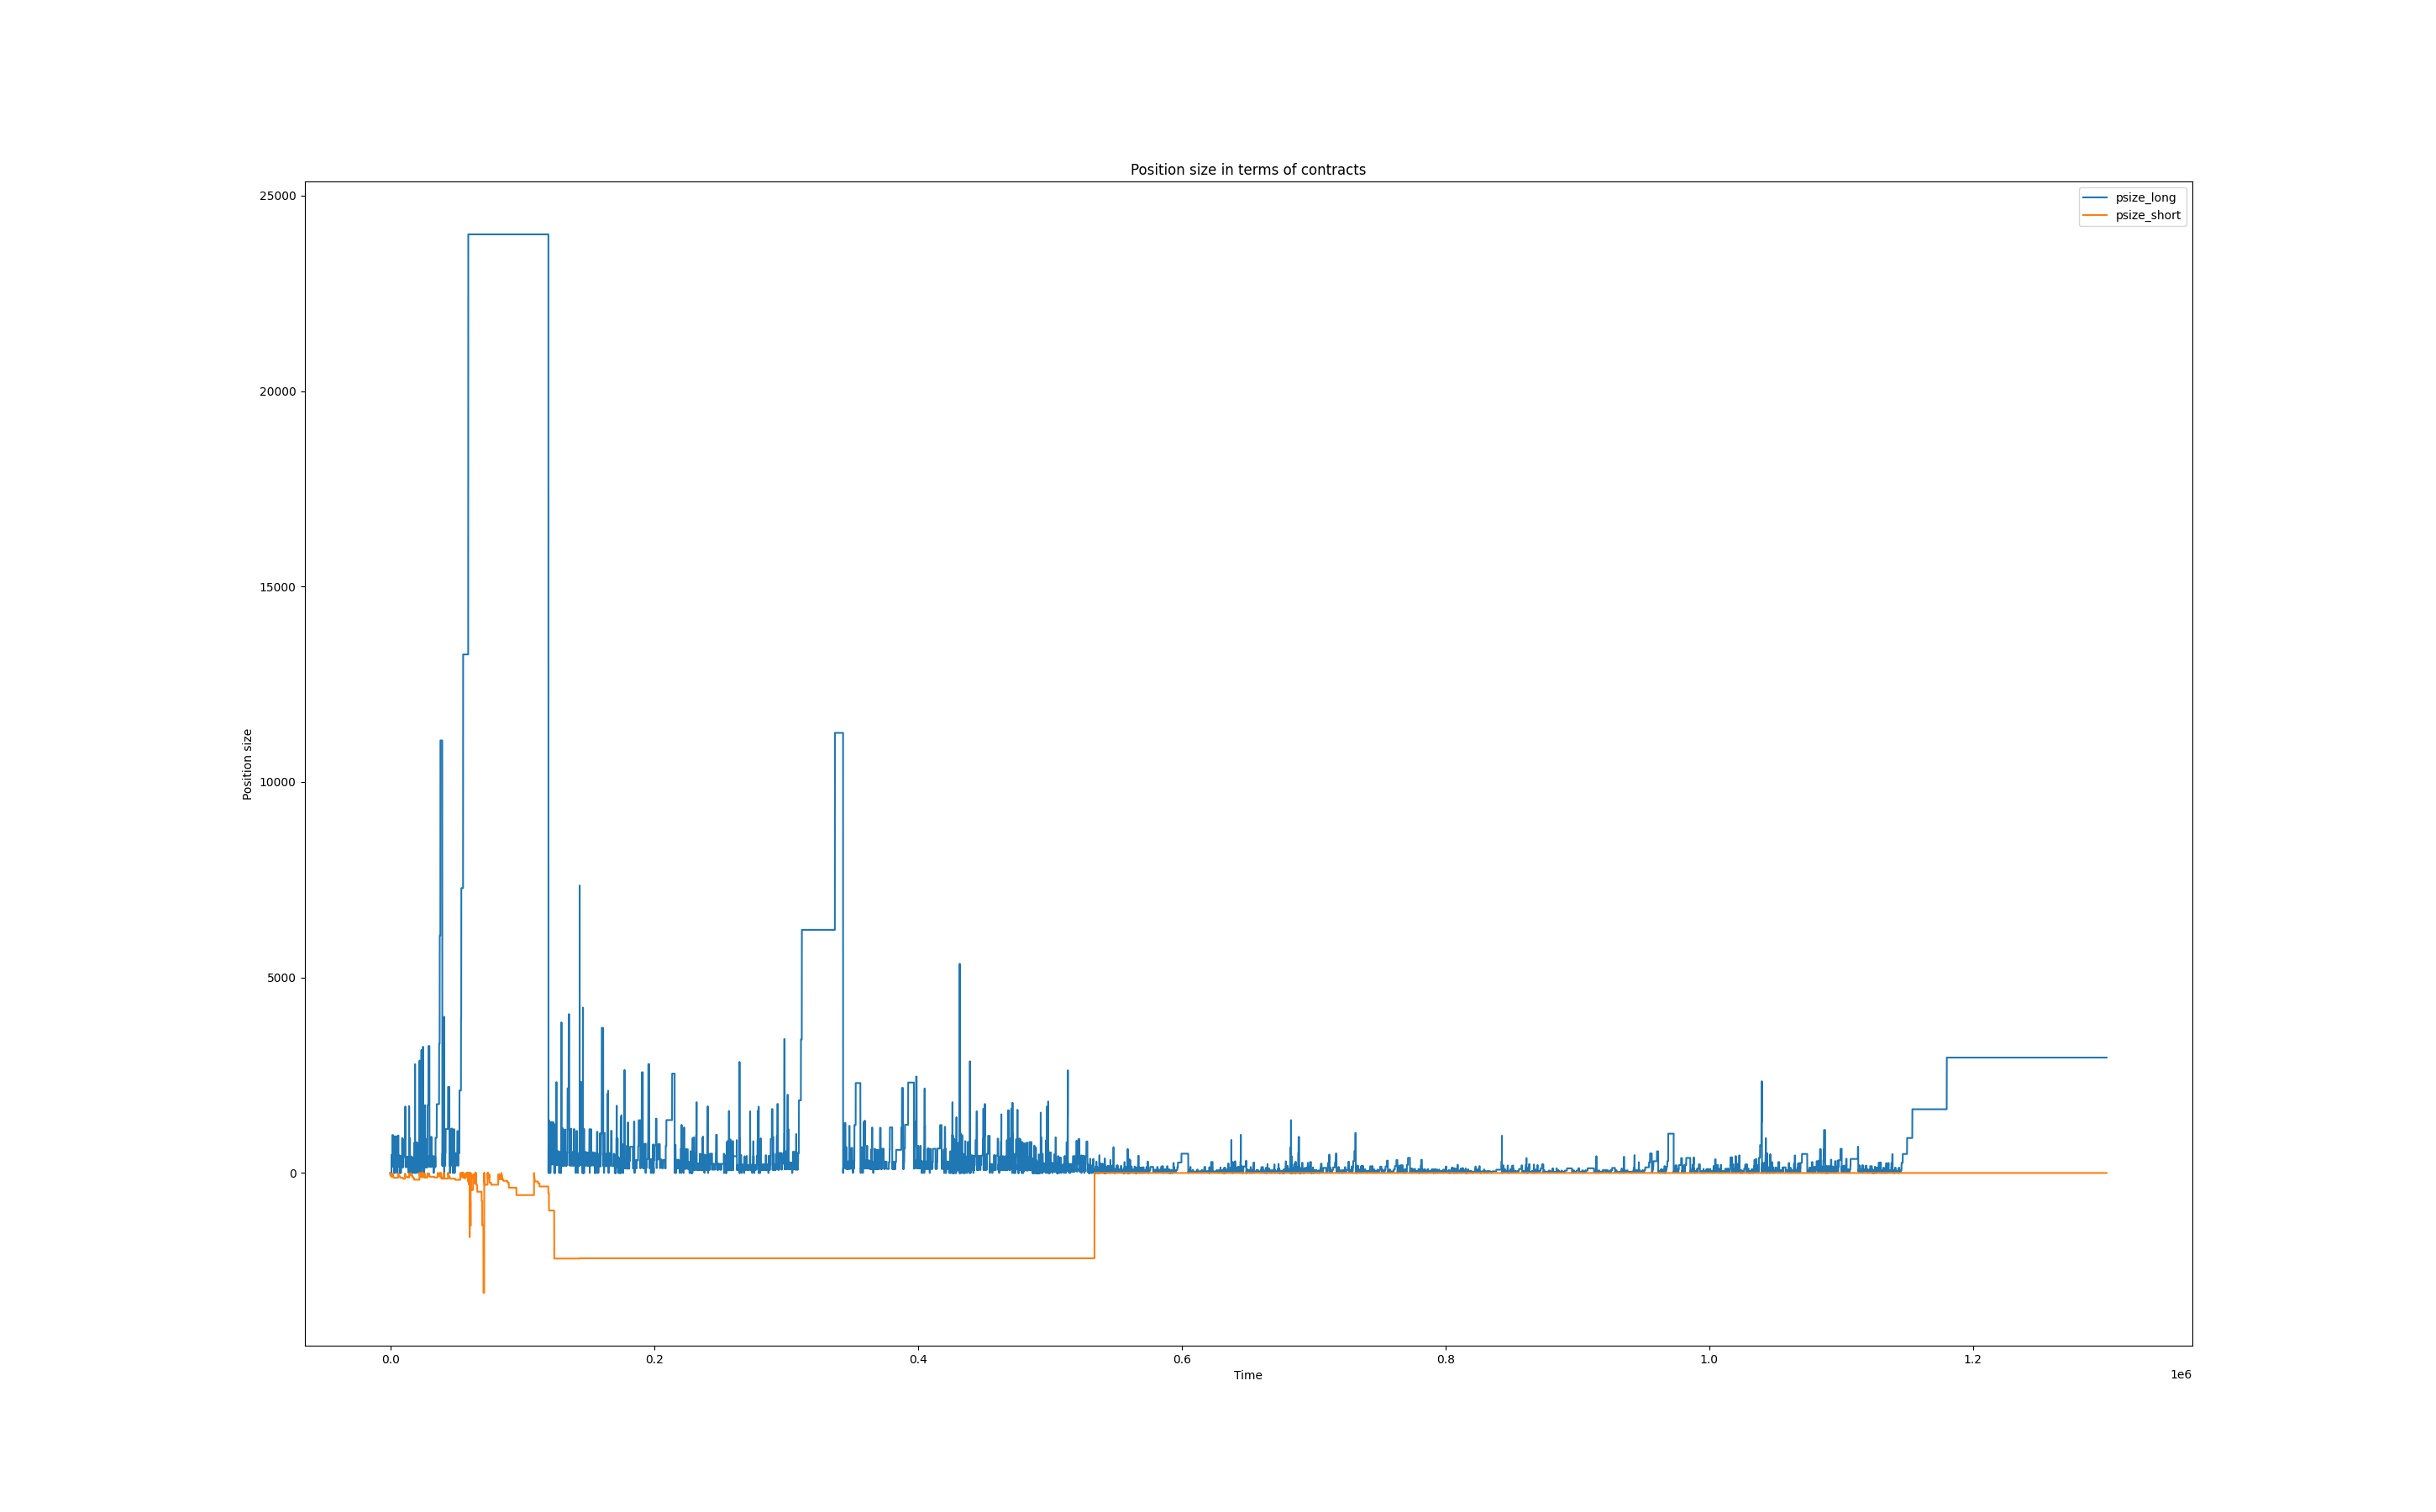 Position size in terms of contracts
psize_long
psize_short
Position size
25000
20000
15000
10000
5000
0
0.0 0.2 0.4 0.6 0.8 1.0 1.2
1e6
Time